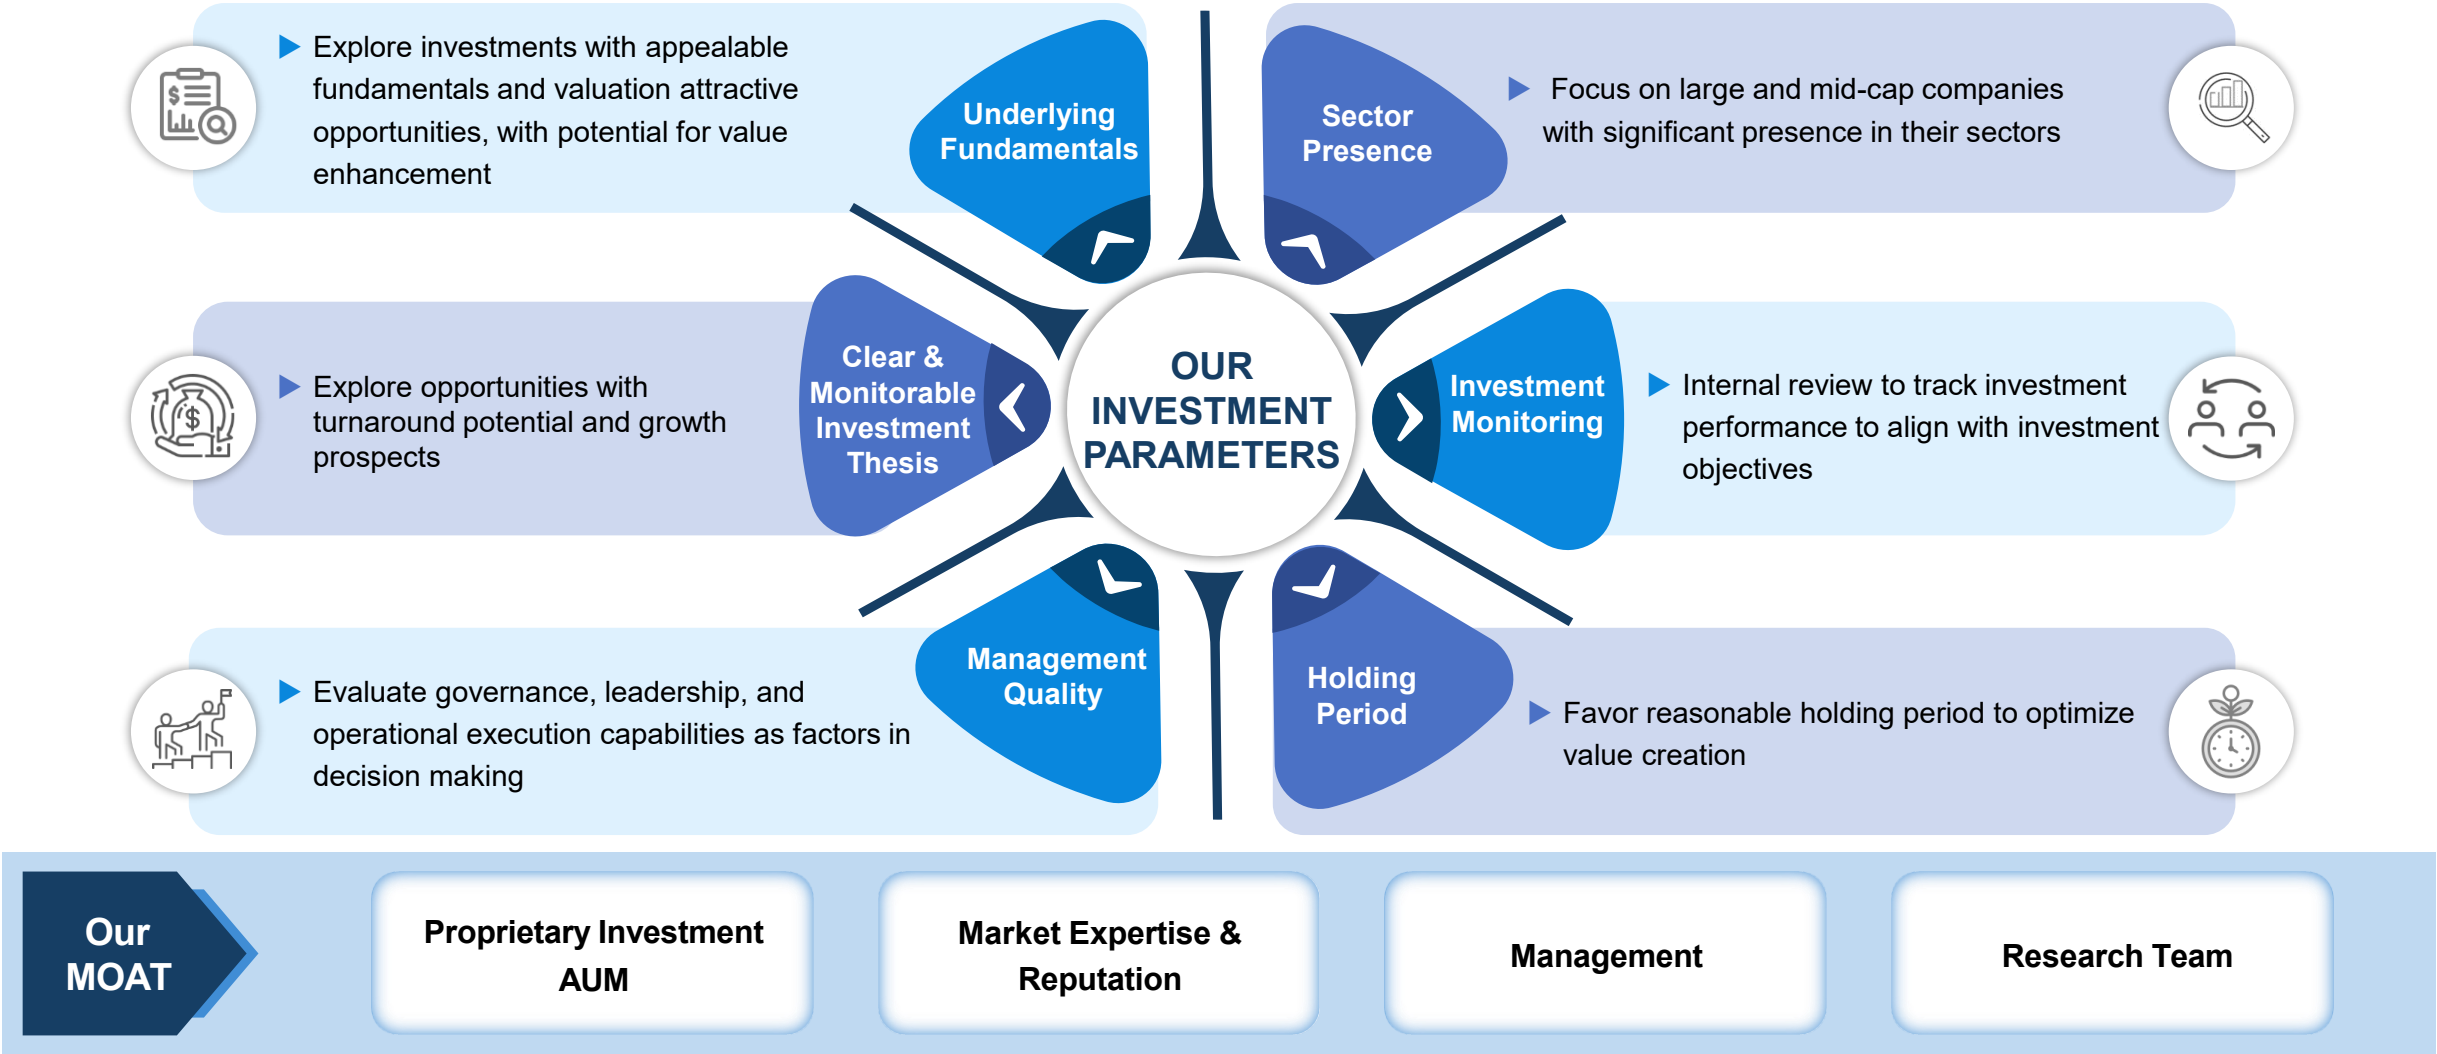 Explore investments with appealable
fundamentals and valuation attractive
opportunities, with potential for value
enhancement
Underlying
Fundamentals
Sector
Presence
Focus on large and mid-cap companies
with significant presence in their sectors
Explore opportunities with
turnaround potential and growth
prospects
Clear &
Monitorable
Investment
Thesis
OUR
INVESTMENT
PARAMETERS
Investment
Monitoring
Internal review to track investment
performance to align with investment
objectives
Evaluate governance, leadership, and
operational execution capabilities as factors in
decision making
Management
Quality
Holding
Period
Favor reasonable holding period to optimize
value creation
Our
MOAT
Proprietary Investment
AUM
Market Expertise &
Reputation
Management
Research Team